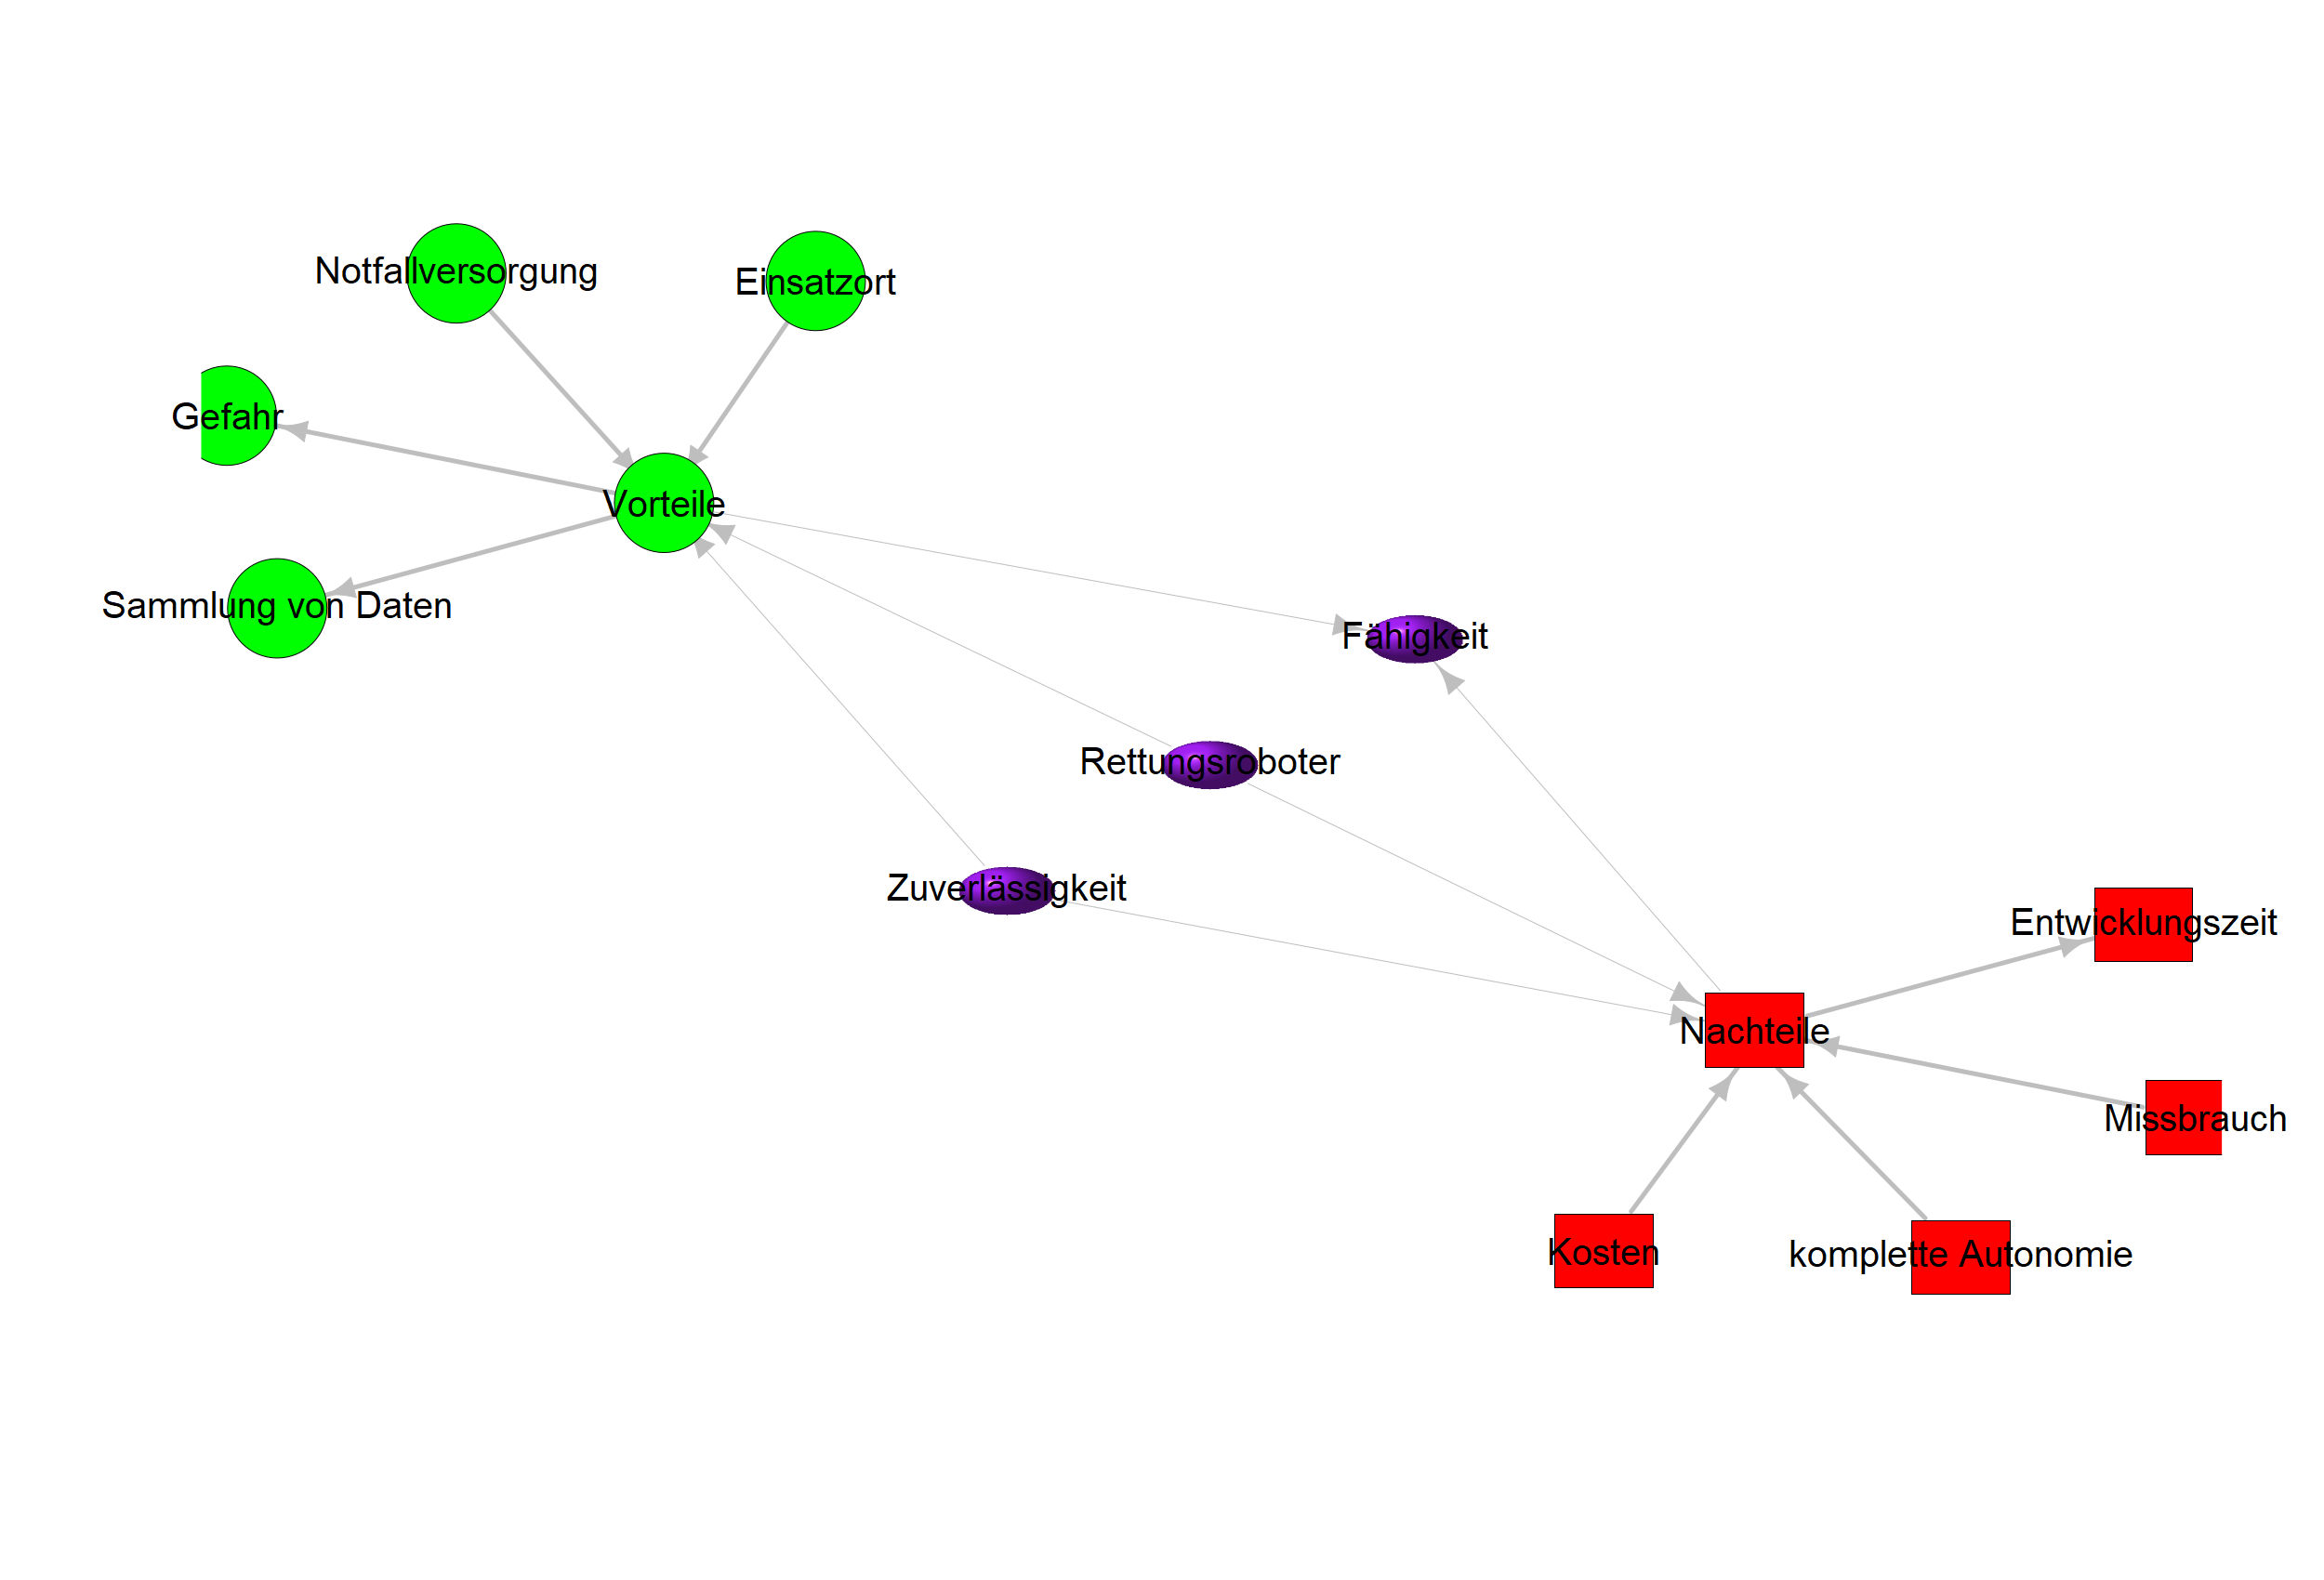 Notfallversorgung
Einsatzort
Gefahr
Vorteile
Sammlung von Daten
Fähigkeit
Rettungsroboter
Zuverlässigkeit
Entwicklungszeit
Nachteile
Missbrauch
Kosten
komplette Autonomie